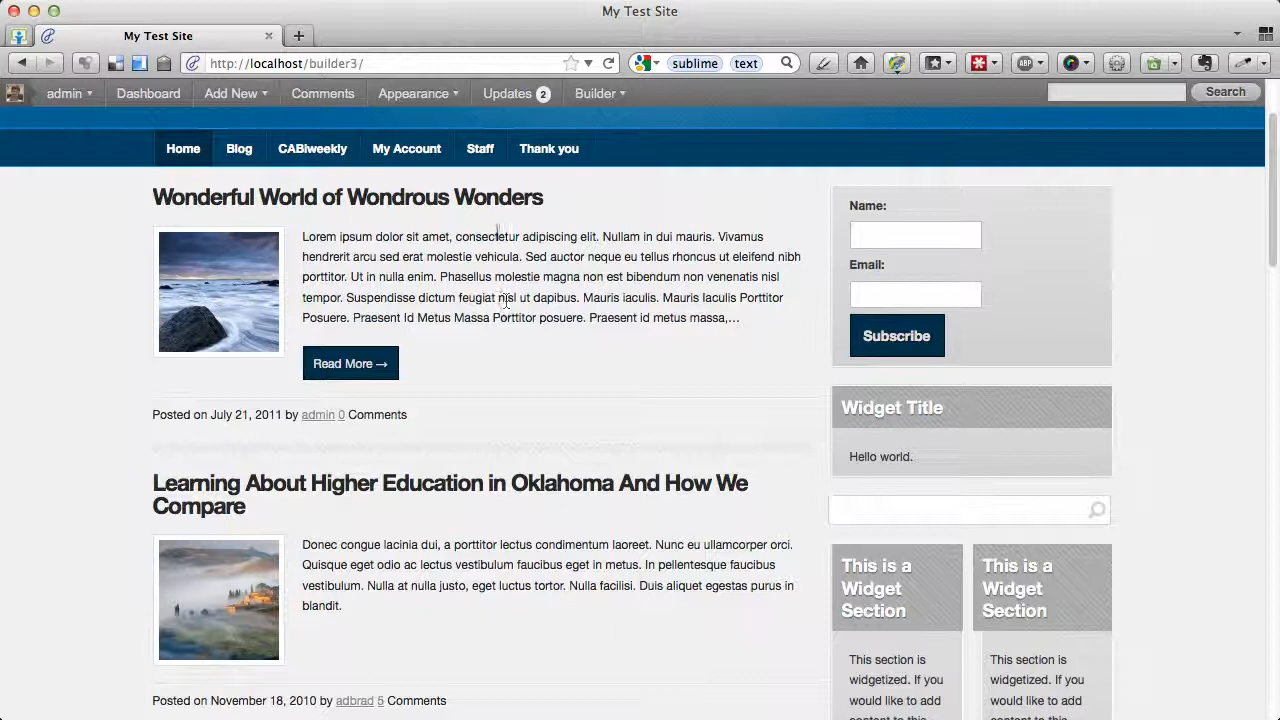 My Test Site
My Test Site
http://localhost/builder3/
sublime text
admin Dashboard Add New Comments Appearance Updates 2 Builder Search
Home Blog CABiweekly My Account Staff Thank you
Wonderful World of Wondrous Wonders
Lorem ipsum dolor sit amet, consectetur adipiscing elit. Nullam in dui mauris. Vivamus
hendrerit arcu sed erat molestie vehicula. Sed auctor neque eu tellus rhoncus ut eleifend nibh
porttitor. Ut in nulla enim. Phasellus molestie magna non est bibendum non venenatis nisl
tempor. Suspendisse dictum feugiat nisi ut dapibus. Mauris iaculis. Mauris Iaculis Porttitor
Posuere. Praesent Id Metus Massa Porttitor posuere. Praesent id metus massa,…
Read More →
Posted on July 21, 2011 by admin 0 Comments
Learning About Higher Education in Oklahoma And How We
Compare
Donec congue lacinia dui, a porttitor lectus condimentum laoreet. Nunc eu ullamcorper orci.
Quisque eget odio ac lectus vestibulum faucibus eget in metus. In pellentesque faucibus
vestibulum. Nulla at nulla justo, eget luctus tortor. Nulla facilisi. Duis aliquet egestas purus in
blandit.
Posted on November 18, 2010 by adbrad 5 Comments
Name:
Email:
Subscribe
Widget Title
Hello world.
This is a
Widget
Section
This section is
widgetized. If you
would like to add
content to this
This is a
Widget
Section
This section is
widgetized. If you
would like to add
content to this